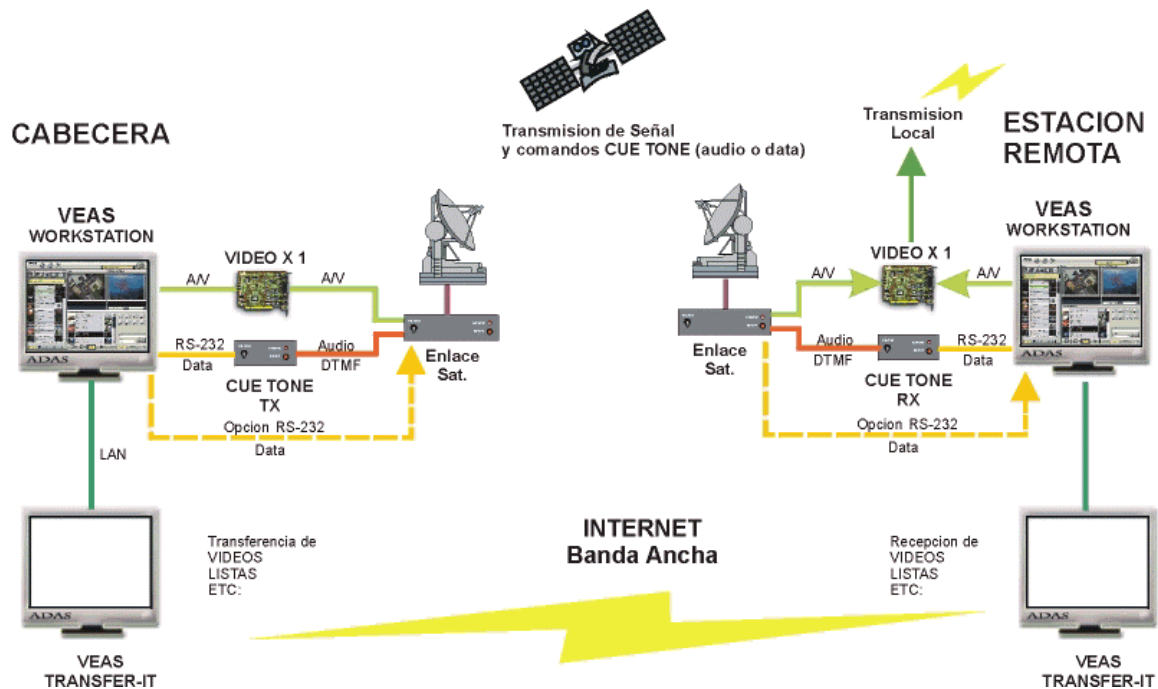 CABECERA
Transmision de Señal
y comandos CUE TONE (audio o data)
Transmision
Local
ESTACION
REMOTA
VEAS
WORKSTATION
VIDEO X 1
A/V
A/V
RS-232
Data
Audio
DTMF
CUE TONE
TX
Enlace
Sat.
Opcion RS-232
Data
ADAS
LAN
VEAS
WORKSTATION
VIDEO X 1
A/V
A/V
Enlace
Sat.
Audio
DTMF
RS-232
Data
CUE TONE
RX
Opcion RS-232
Data
ADAS
Transferencia de
VIDEOS
LISTAS
ETC:
INTERNET
Banda Ancha
Recepcion de
VIDEOS
LISTAS
ETC:
ADAS
VEAS
TRANSFER-IT
ADAS
VEAS
TRANSFER-IT